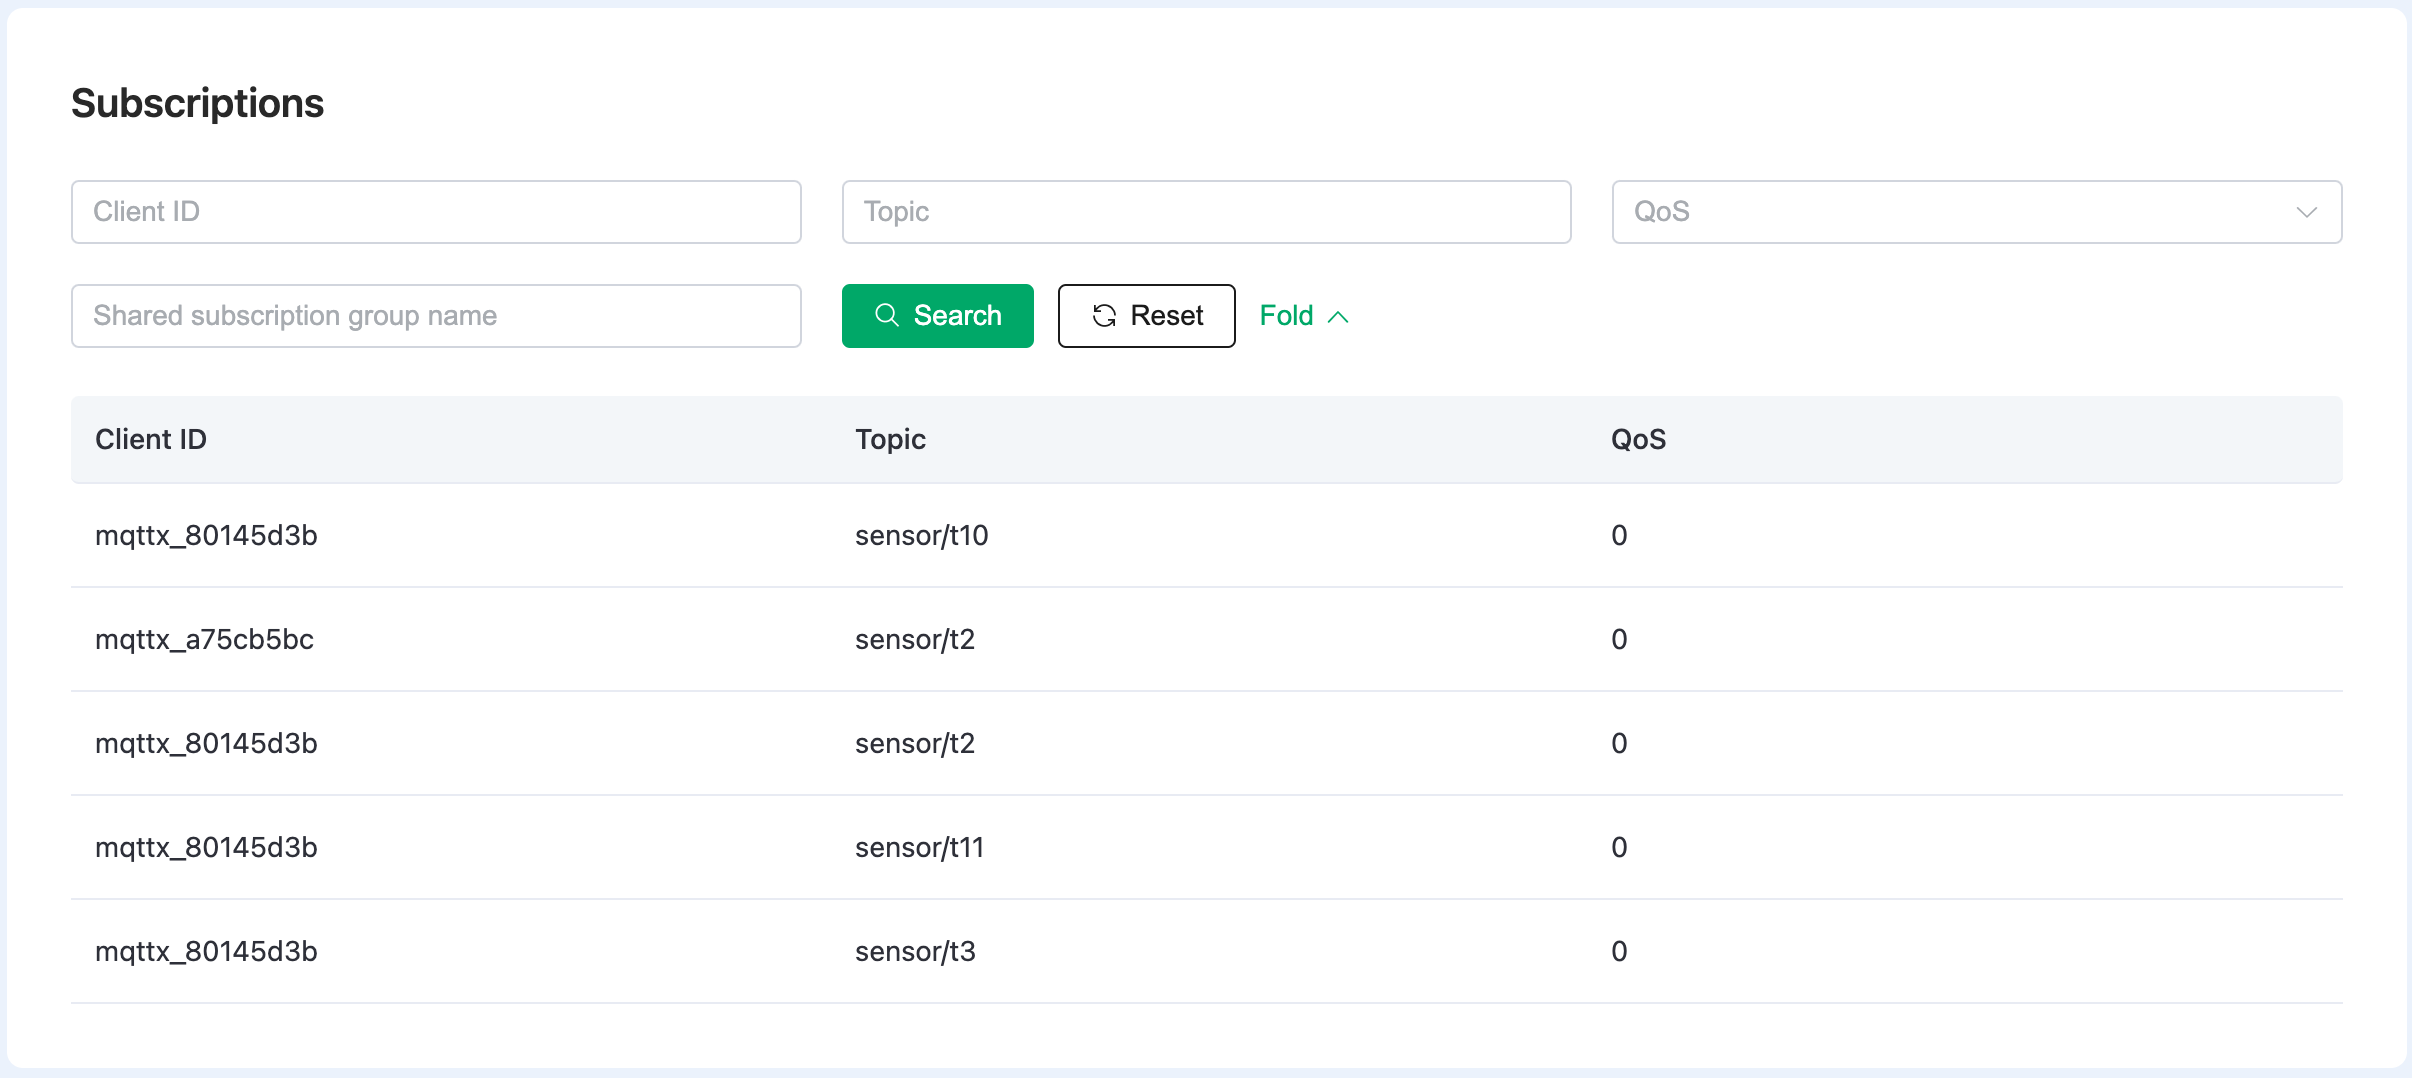 Subscriptions
Client ID Topic QoS
Shared subscription group name Search Reset Fold
Client ID Topic QoS
mqttx_80145d3b sensor/t10 0
mqttx_a75cb5bc sensor/t2 0
mqttx_80145d3b sensor/t2 0
mqttx_80145d3b sensor/t11 0
mqttx_80145d3b sensor/t3 0